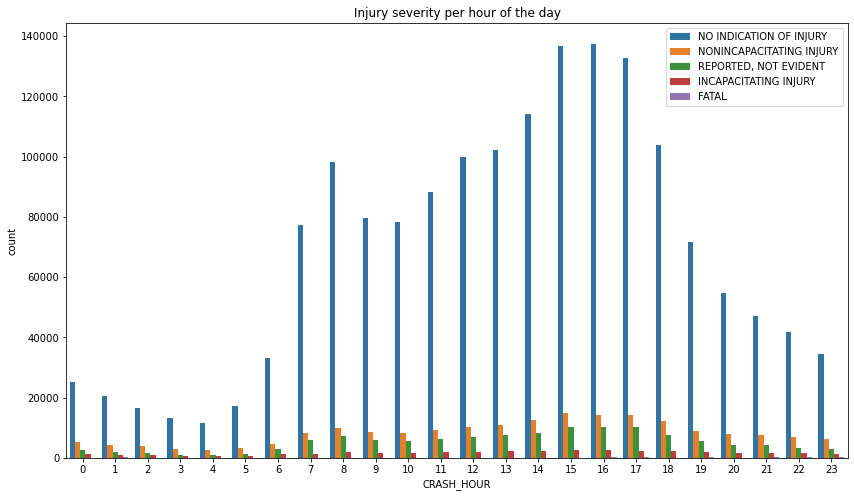 Injury severity per hour of the day
NO INDICATION OF INJURY
NONINCAPACITATING INJURY
REPORTED, NOT EVIDENT
INCAPACITATING INJURY
FATAL
140000
120000
100000
80000
60000
40000
20000
0
count
0 1 2 3 4 5 6 7 8 9 10 11 12 13 14 15 16 17 18 19 20 21 22 23
CRASH_HOUR